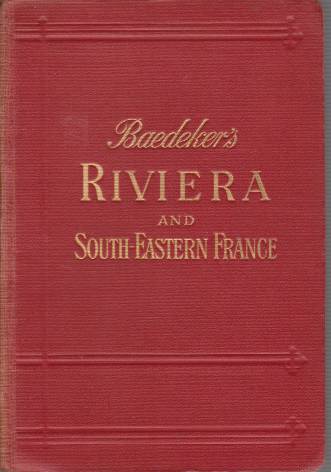 Baedeker's
RIVIERA
AND
SOUTH-EASTERN FRANCE